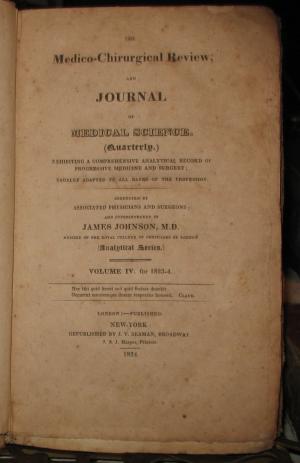 THE
Medico-Chirurgical Review,
AND
JOURNAL
OF
MEDICAL SCIENCE.
(Quarterly.)
EXHIBITING A COMPREHENSIVE ANALYTICAL RECORD OF
PROGRESSIVE MEDICINE AND SURGERY;
EQUALLY ADAPTED TO ALL RANKS OF THE PROFESSION.
CONDUCTED BY
ASSOCIATED PHYSICIANS AND SURGEONS;
AND SUPERINTENDED BY
JAMES JOHNSON, M.D.
MEMBER OF THE ROYAL COLLEGE OF PHYSICIANS OF LONDON
(Analytical Series.)
VOLUME IV. for 1823-4.
LONDON:—PUBLISHED.
NEW-YORK
REPUBLISHED BY J. V. SEAMAN, BROADWAY
J. & J. Harper, Printers.
1824.